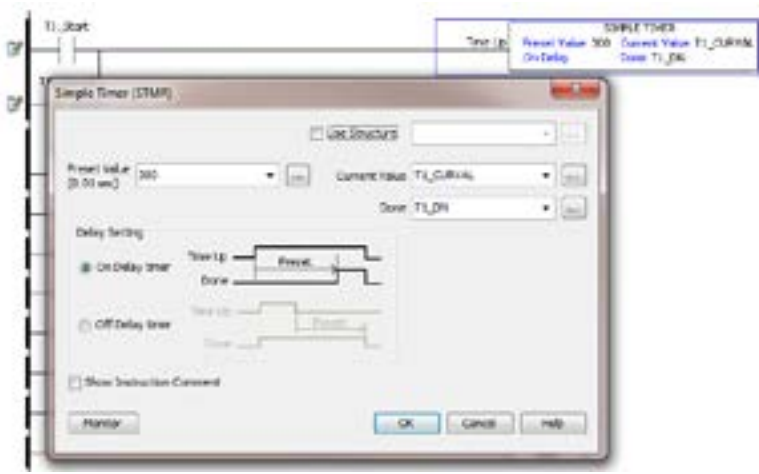 T1_Start
SIMPLE TIMER
Time Up Preset Value 300 Current Value T1_CURVAL
On Delay Done T1_DN
Simple Timer (STMR)
Use Structure
Preset Value 300 Current Value T1_CURVAL
(0.01 sec)
Done T1_DN
Delay Setting
Time Up
On Delay timer Preset
Done
Time Up
Off Delay timer Preset
Done
Show Instruction Comment
Monitor OK Cancel Help